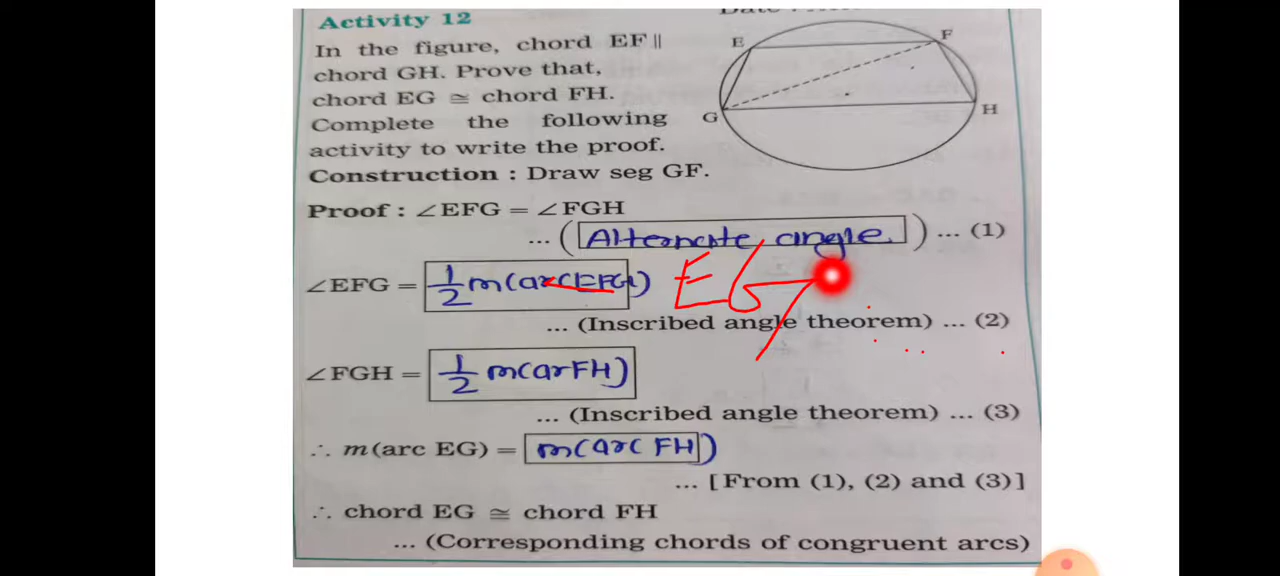 Activity 12
In the figure, chord EF ||
chord GH. Prove that,
chord EG ≅ chord FH.
Complete the following
activity to write the proof.
Construction : Draw seg GF.
E
F
G
H
Proof : ∠EFG = ∠FGH
... (Alternate angle) ... (1)
∠EFG = 1/2 m(arc EFG) EG
... (Inscribed angle theorem) ... (2)
∠FGH = 1/2 m(arFH)
... (Inscribed angle theorem) ... (3)
∴ m(arc EG) = m(arc FH)
... [From (1), (2) and (3)]
∴ chord EG ≅ chord FH
... (Corresponding chords of congruent arcs)